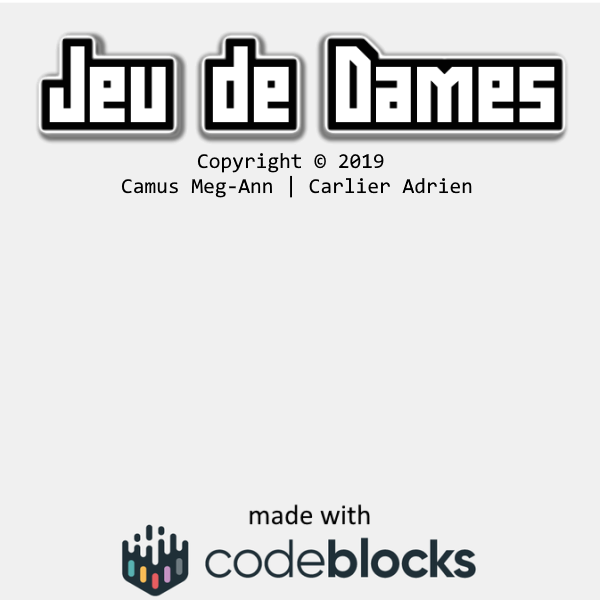 Jeu de Dames
Copyright © 2019
Camus Meg-Ann | Carlier Adrien
made with
codeblocks